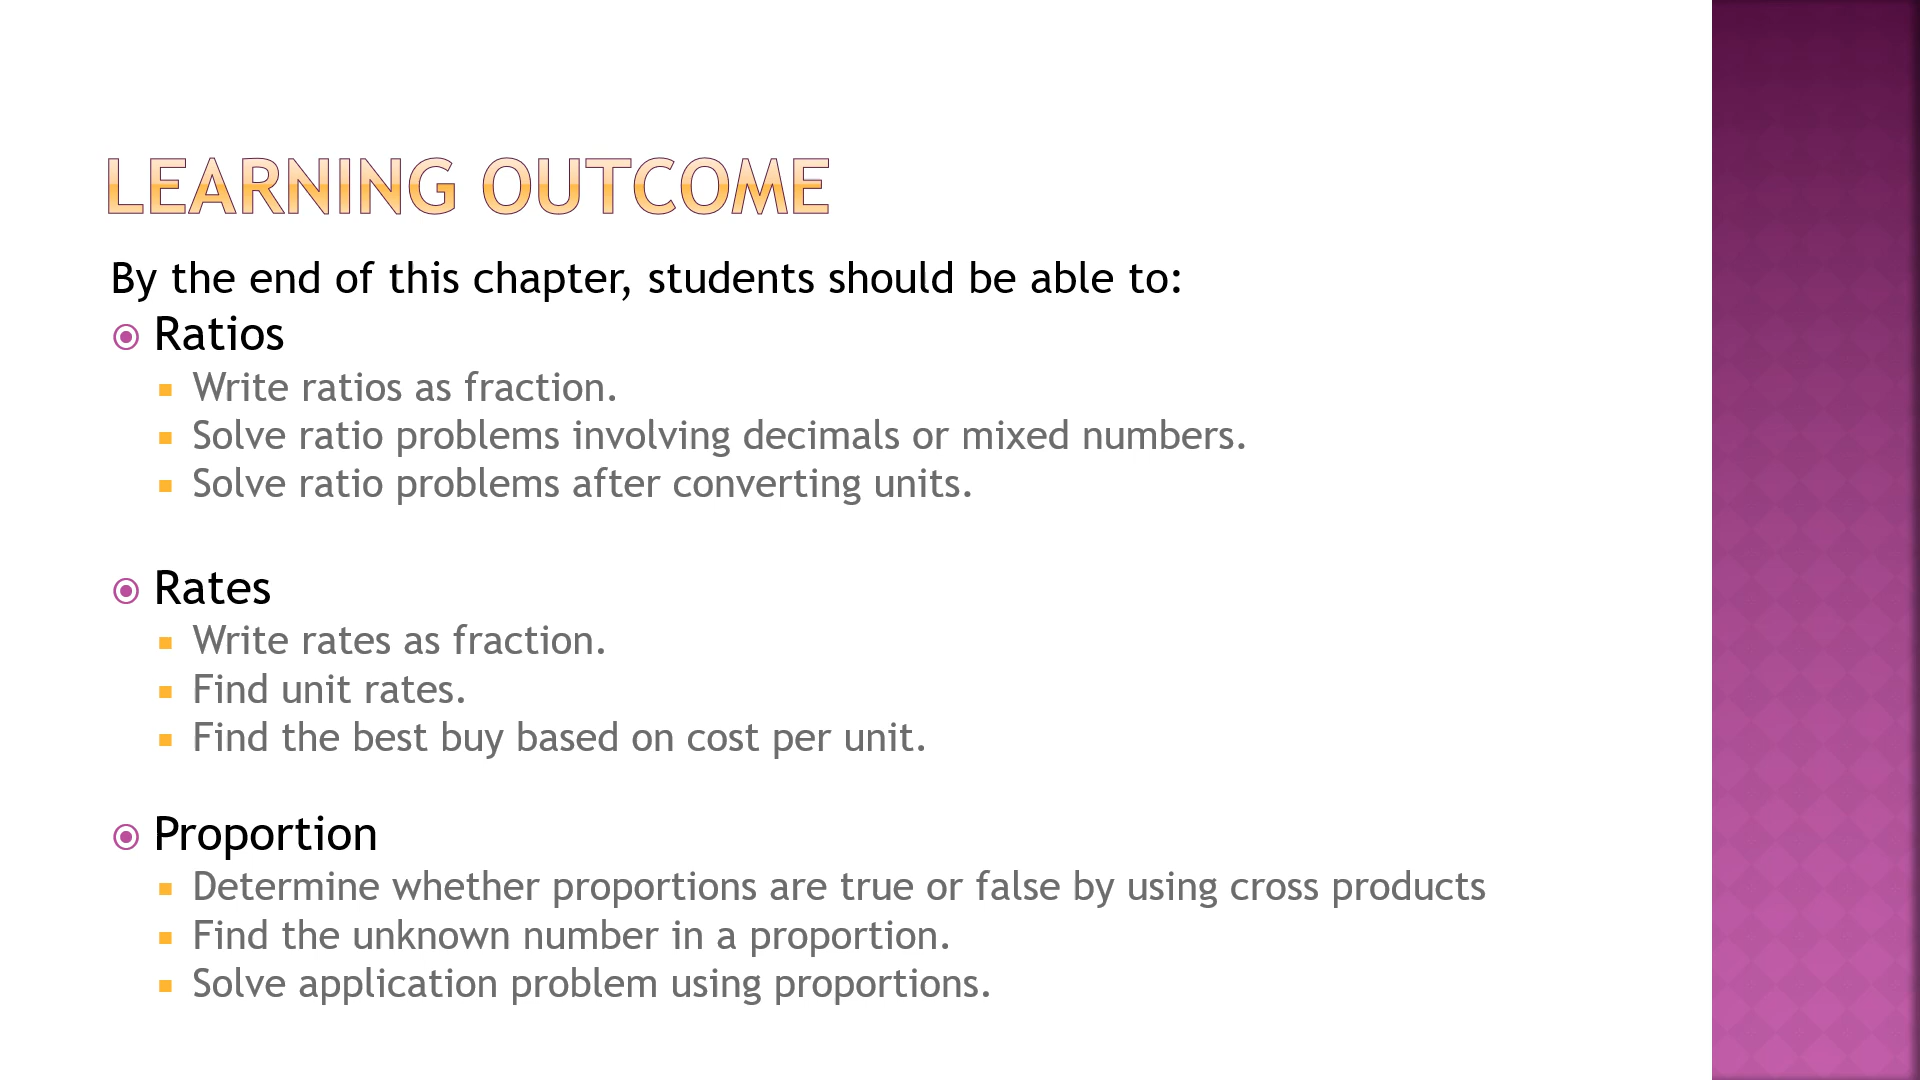 LEARNING OUTCOME
By the end of this chapter, students should be able to:
Ratios
Write ratios as fraction.
Solve ratio problems involving decimals or mixed numbers.
Solve ratio problems after converting units.
Rates
Write rates as fraction.
Find unit rates.
Find the best buy based on cost per unit.
Proportion
Determine whether proportions are true or false by using cross products
Find the unknown number in a proportion.
Solve application problem using proportions.